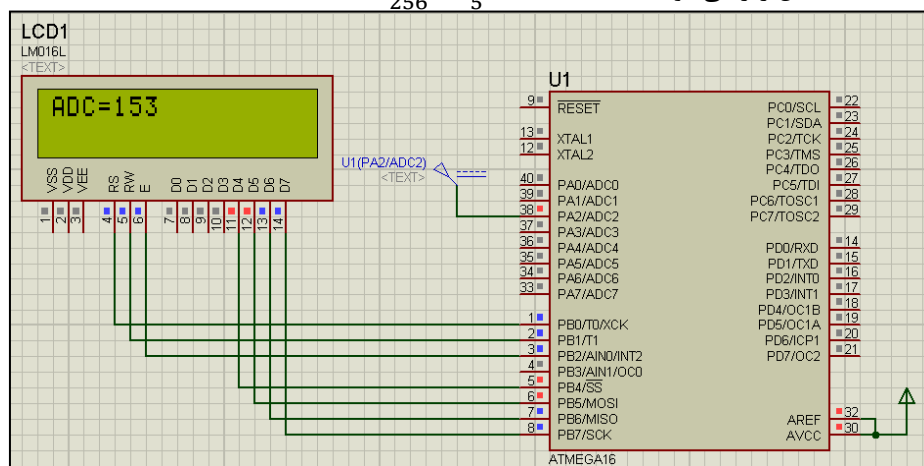 256 5
LCD1
LM016L
<TEXT>
ADC=153
VSS
VDD
VEE
RS
RW
E
D0
D1
D2
D3
D4
D5
D6
D7
1
2
3
4
5
6
7
8
9
10
11
12
13
14
U1(PA2/ADC2)
<TEXT>
U1
9 RESET
13 XTAL1
12 XTAL2
40 PA0/ADC0
39 PA1/ADC1
38 PA2/ADC2
37 PA3/ADC3
36 PA4/ADC4
35 PA5/ADC5
34 PA6/ADC6
33 PA7/ADC7
1 PB0/T0/XCK
2 PB1/T1
3 PB2/AIN0/INT2
4 PB3/AIN1/OC0
5 PB4/SS
6 PB5/MOSI
7 PB6/MISO
8 PB7/SCK
PC0/SCL 22
PC1/SDA 23
PC2/TCK 24
PC3/TMS 25
PC4/TDO 26
PC5/TDI 27
PC6/TOSC1 28
PC7/TOSC2 29
PD0/RXD 14
PD1/TXD 15
PD2/INT0 16
PD3/INT1 17
PD4/OC1B 18
PD5/OC1A 19
PD6/ICP1 20
PD7/OC2 21
AREF 32
AVCC 30
ATMEGA16